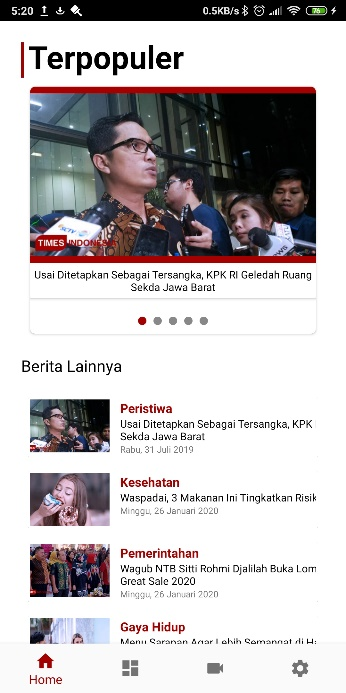 5:20
0.5KB/s
76
Terpopuler
TIMES INDONESIA
Usai Ditetapkan Sebagai Tersangka, KPK RI Geledah Ruang
Sekda Jawa Barat
Berita Lainnya
Peristiwa
Usai Ditetapkan Sebagai Tersangka, KPK
Sekda Jawa Barat
Rabu, 31 Juli 2019
Kesehatan
Waspadai, 3 Makanan Ini Tingkatkan Risik
Minggu, 26 Januari 2020
Pemerintahan
Wagub NTB Sitti Rohmi Djalilah Buka Lom
Great Sale 2020
Minggu, 26 Januari 2020
Gaya Hidup
Menu Sarapan Agar Lebih Semangat di Ha
Home